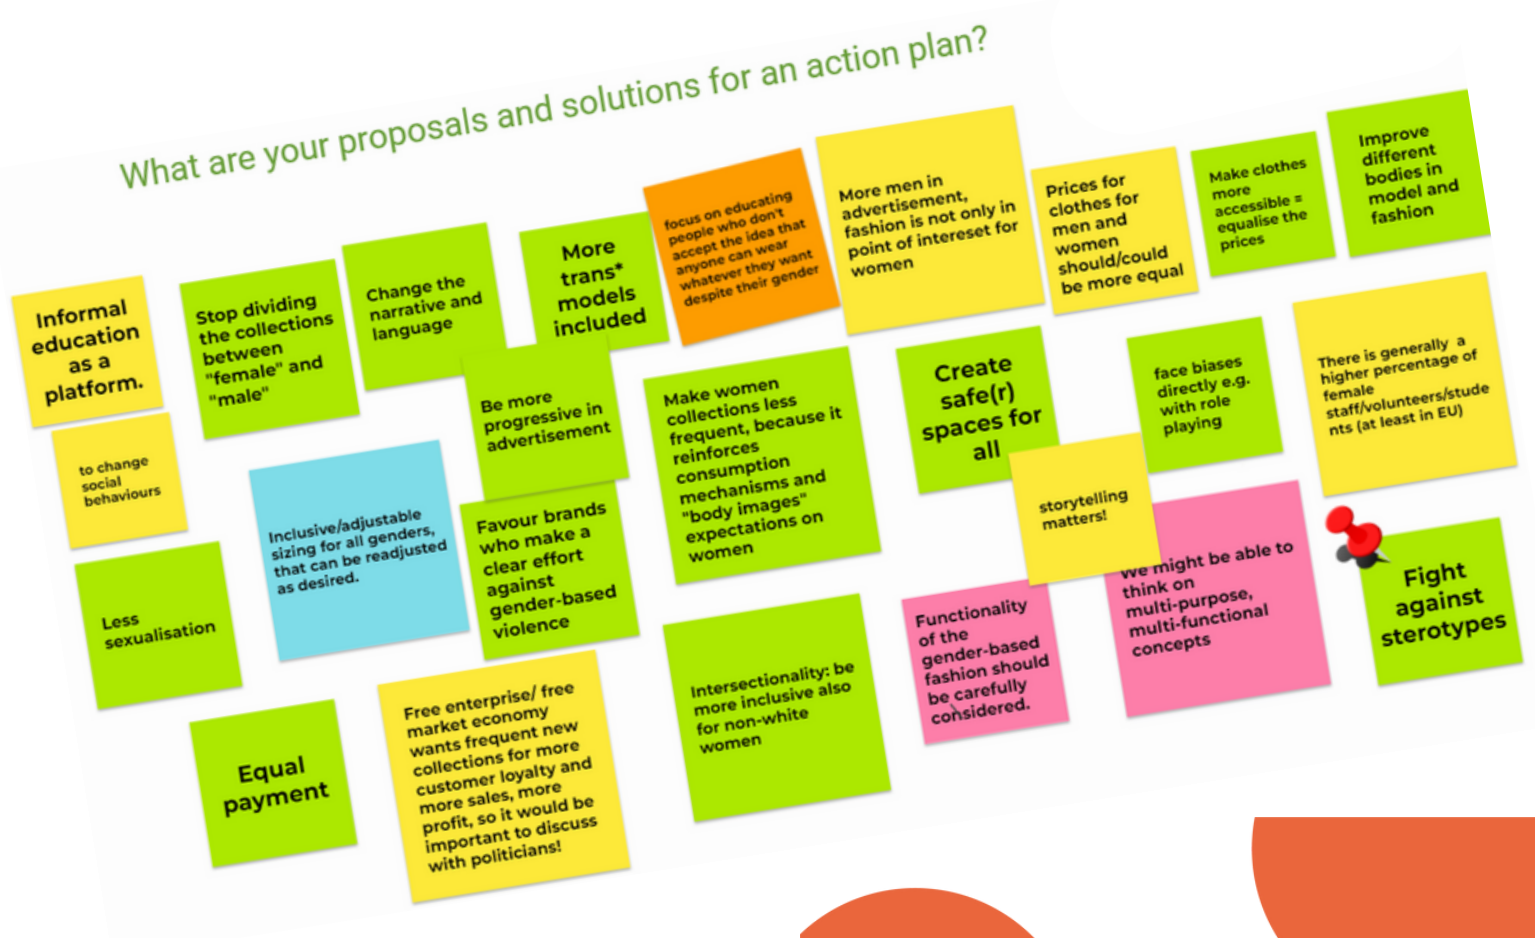 What are your proposals and solutions for an action plan?
Informal
education
as a
platform.
to change
social
behaviours
Stop dividing
the collections
between
"female" and
"male"
Change the
narrative and
language
More
trans*
models
included
focus on educating
people who don't
accept the idea that
anyone can wear
whatever they want
despite their gender
More men in
advertisement,
fashion is not only in
point of intereset for
women
Prices for
clothes for
men and
women
should/could
be more equal
Make clothes
more
accessible =
equalise the
prices
Improve
different
bodies in
model and
fashion
Be more
progressive in
advertisement
Inclusive/adjustable
sizing for all genders,
that can be readjusted
as desired.
Favour brands
who make a
clear effort
against
gender-based
violence
Make women
collections less
frequent, because it
reinforces
consumption
mechanisms and
"body images"
expectations on
women
Create
safe(r)
spaces for
all
face biases
directly e.g.
with role
playing
There is generally a
higher percentage of
female
staff/volunteers/stude
nts (at least in EU)
storytelling
matters!
We might be able to
think on
multi-purpose,
multi-functional
concepts
Functionality
of the
gender-based
fashion should
be carefully
considered.
Fight
against
sterotypes
Less
sexualisation
Equal
payment
Free enterprise/ free
market economy
wants frequent new
collections for more
customer loyalty and
more sales, more
profit, so it would be
important to discuss
with politicians!
Intersectionality: be
more inclusive also
for non-white
women